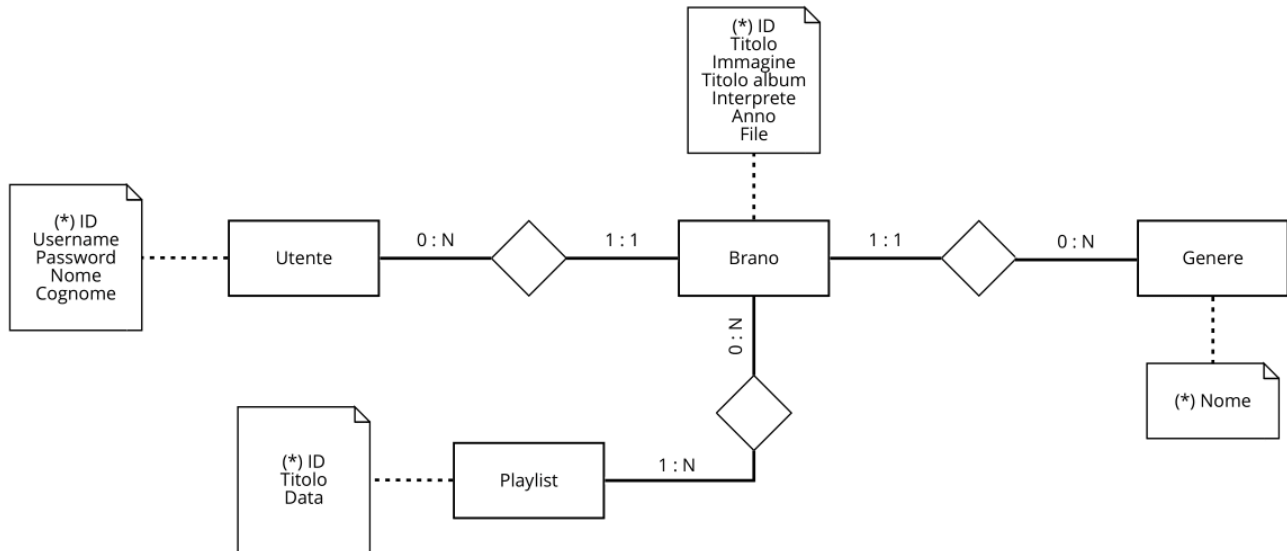 (*) ID
Titolo
Immagine
Titolo album
Interprete
Anno
File
(*) ID
Username
Password
Nome
Cognome
Utente
0 : N
1 : 1
Brano
1 : 1
0 : N
Genere
0 : N
(*) Nome
(*) ID
Titolo
Data
Playlist
1 : N